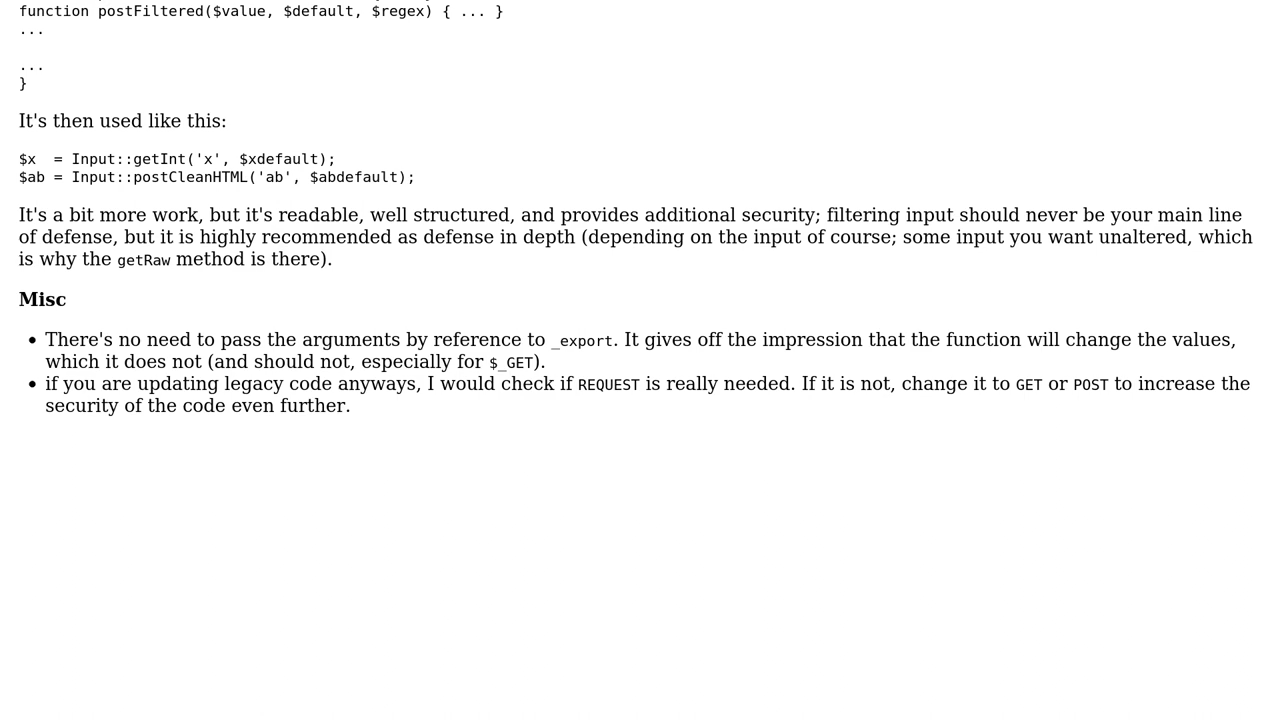 function postFiltered($value, $default, $regex) { ... }
...
...
}
It's then used like this:
$x  = Input::getInt('x', $xdefault);
$ab = Input::postCleanHTML('ab', $abdefault);
It's a bit more work, but it's readable, well structured, and provides additional security; filtering input should never be your main line
of defense, but it is highly recommended as defense in depth (depending on the input of course; some input you want unaltered, which
is why the getRaw method is there).
Misc
• There's no need to pass the arguments by reference to _export. It gives off the impression that the function will change the values,
which it does not (and should not, especially for $_GET).
• if you are updating legacy code anyways, I would check if REQUEST is really needed. If it is not, change it to GET or POST to increase the
security of the code even further.